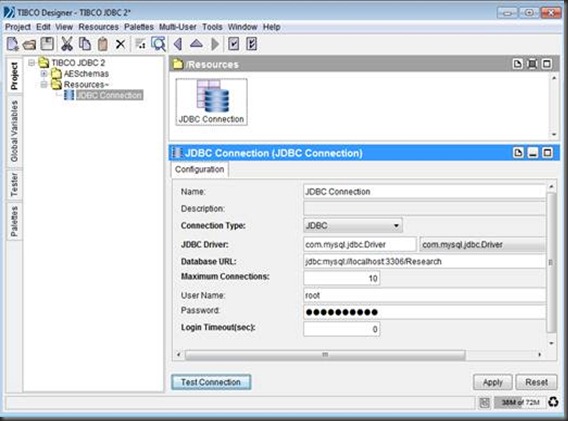 TIBCO Designer - TIBCO JDBC 2*
Project Edit View Resources Palettes Multi-User Tools Window Help
Project
Global Variables
Tester
Palettes
TIBCO JDBC 2
AESchemas
Resources~
JDBC Connection
/Resources
JDBC Connection
JDBC Connection (JDBC Connection)
Configuration
Name: JDBC Connection
Description:
Connection Type: JDBC
JDBC Driver: com.mysql.jdbc.Driver com.mysql.jdbc.Driver
Database URL: jdbc:mysql://localhost:3306/Research
Maximum Connections: 10
User Name: root
Password: ●●●●●●●●●●
Login Timeout(sec): 0
Test Connection Apply Reset
38M of 72M